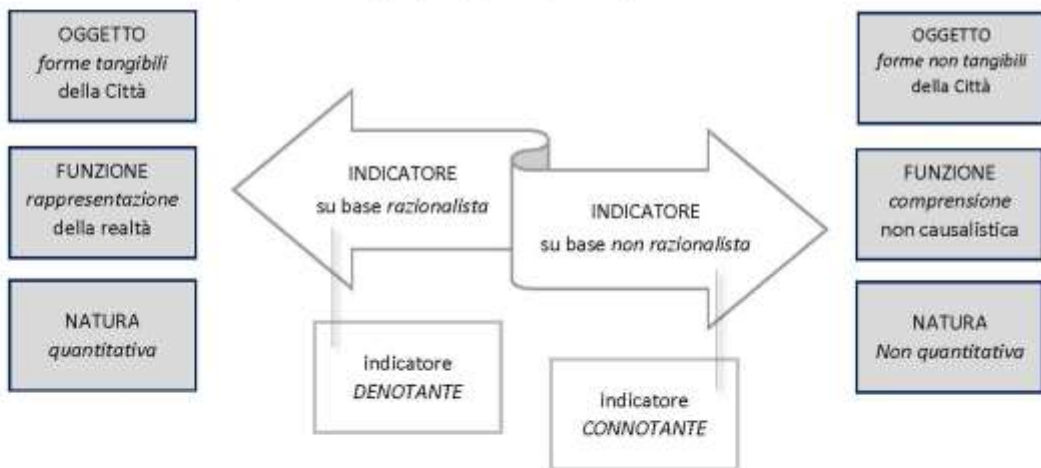 OGGETTO
forme tangibili
della Città
FUNZIONE
rappresentazione
della realtà
NATURA
quantitativa
INDICATORE
su base razionalista
indicatore
DENOTANTE
INDICATORE
su base non razionalista
indicatore
CONNOTANTE
OGGETTO
forme non tangibili
della Città
FUNZIONE
comprensione
non causalistica
NATURA
Non quantitativa